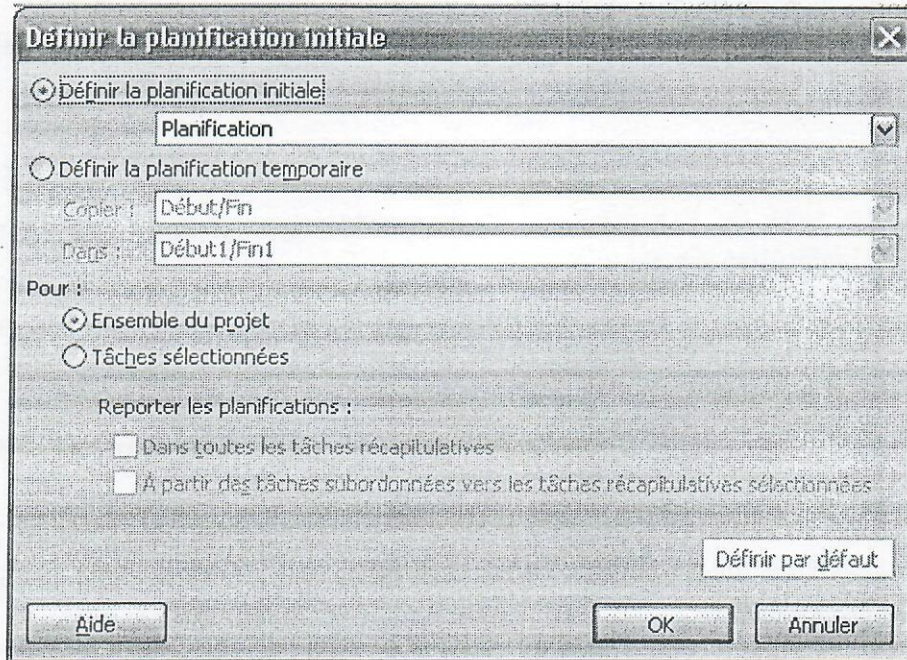 Définir la planification initiale
Définir la planification initiale
Planification
Définir la planification temporaire
Copier : Début/Fin
Dans : Début1/Fin1
Pour :
Ensemble du projet
Tâches sélectionnées
Reporter les planifications :
Dans toutes les tâches récapitulatives
À partir des tâches subordonnées vers les tâches récapitulatives sélectionnées
Définir par défaut
Aide OK Annuler